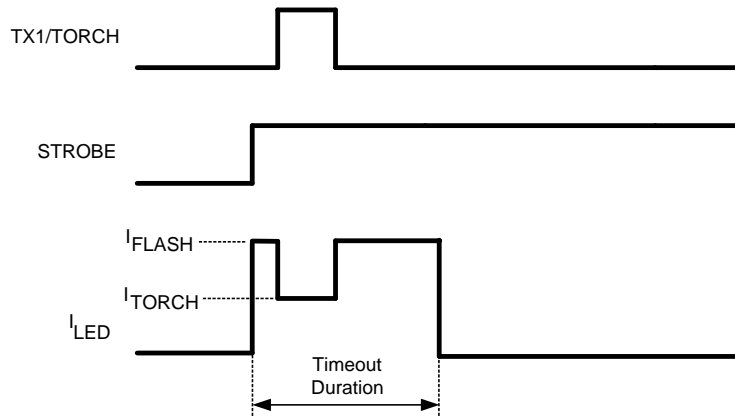 TX1/TORCH
STROBE
IFLASH
ITORCH
ILED
Timeout
Duration